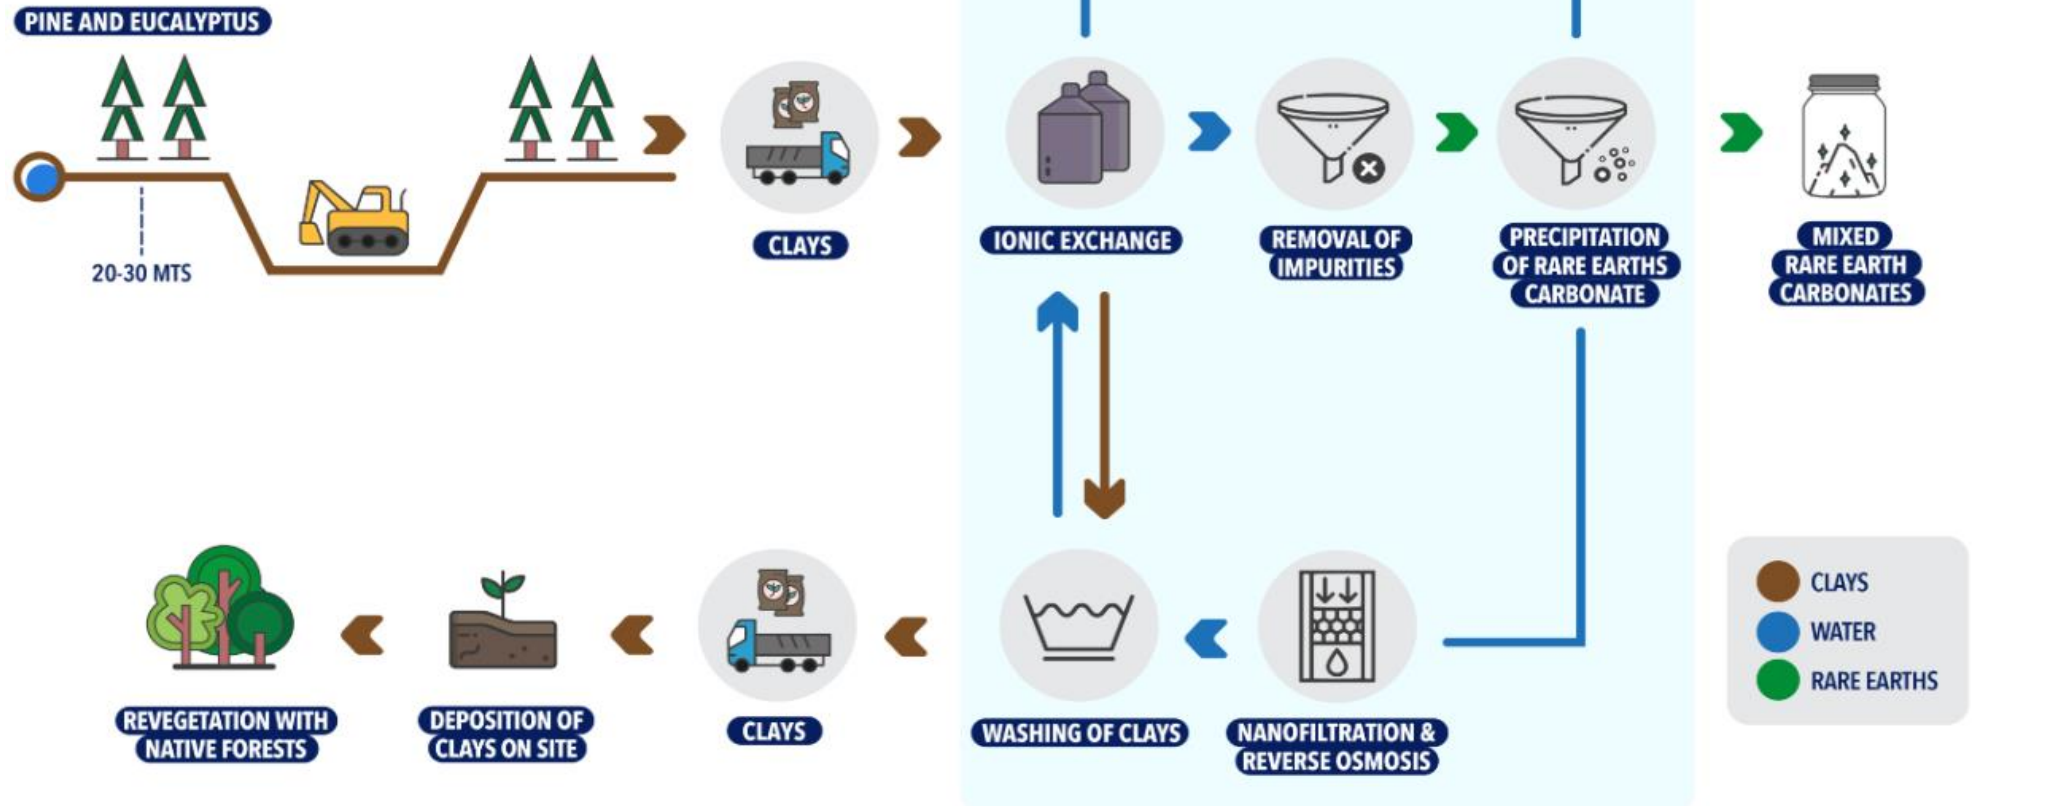 PINE AND EUCALYPTUS
20-30 MTS
CLAYS
IONIC EXCHANGE
REMOVAL OF
IMPURITIES
PRECIPITATION
OF RARE EARTHS
CARBONATE
MIXED
RARE EARTH
CARBONATES
REVEGETATION WITH
NATIVE FORESTS
DEPOSITION OF
CLAYS ON SITE
CLAYS
WASHING OF CLAYS
NANOFILTRATION &
REVERSE OSMOSIS
CLAYS
WATER
RARE EARTHS